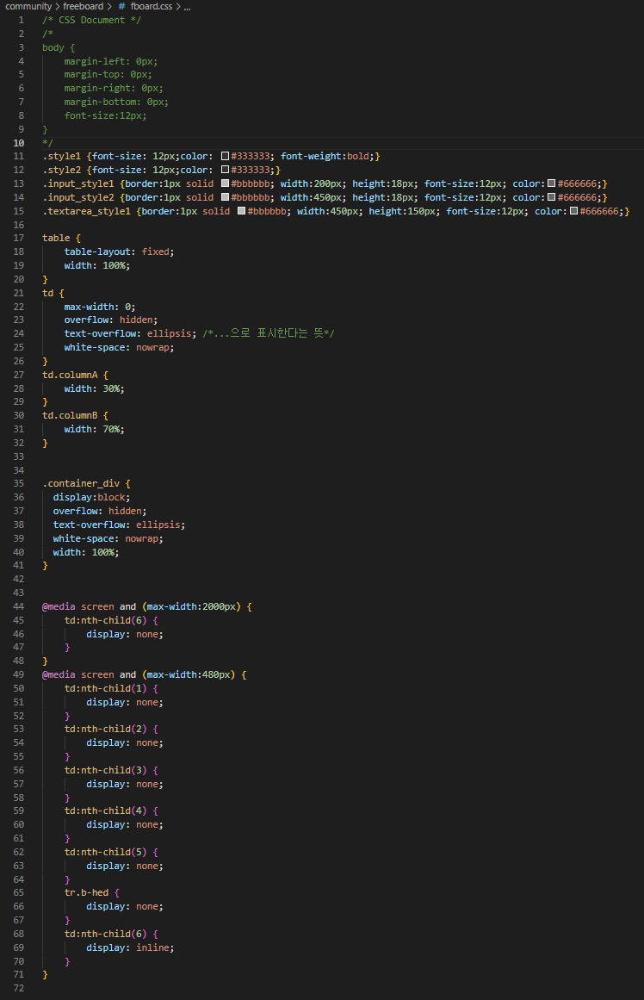 community > freeboard > # fboard.css > ...
1 /* CSS Document */
2 /*
3 body {
4     margin-left: 0px;
5     margin-top: 0px;
6     margin-right: 0px;
7     margin-bottom: 0px;
8     font-size:12px;
9 }
10 */
11 .style1 {font-size: 12px;color: #333333; font-weight:bold;}
12 .style2 {font-size: 12px;color: #333333;}
13 .input_style1 {border:1px solid #bbbbbb; width:200px; height:18px; font-size:12px; color:#666666;}
14 .input_style2 {border:1px solid #bbbbbb; width:450px; height:18px; font-size:12px; color:#666666;}
15 .textarea_style1 {border:1px solid #bbbbbb; width:450px; height:150px; font-size:12px; color:#666666;}
16
17 table {
18     table-layout: fixed;
19     width: 100%;
20 }
21 td {
22     max-width: 0;
23     overflow: hidden;
24     text-overflow: ellipsis; /*...으로 표시한다는 뜻*/
25     white-space: nowrap;
26 }
27 td.columnA {
28     width: 30%;
29 }
30 td.columnB {
31     width: 70%;
32 }
33
34
35 .container_div {
36   display:block;
37   overflow: hidden;
38   text-overflow: ellipsis;
39   white-space: nowrap;
40   width: 100%;
41 }
42
43
44 @media screen and (max-width:2000px) {
45     td:nth-child(6) {
46         display: none;
47     }
48 }
49 @media screen and (max-width:480px) {
50     td:nth-child(1) {
51         display: none;
52     }
53     td:nth-child(2) {
54         display: none;
55     }
56     td:nth-child(3) {
57         display: none;
58     }
59     td:nth-child(4) {
60         display: none;
61     }
62     td:nth-child(5) {
63         display: none;
64     }
65     tr.b-hed {
66         display: none;
67     }
68     td:nth-child(6) {
69         display: inline;
70     }
71 }
72